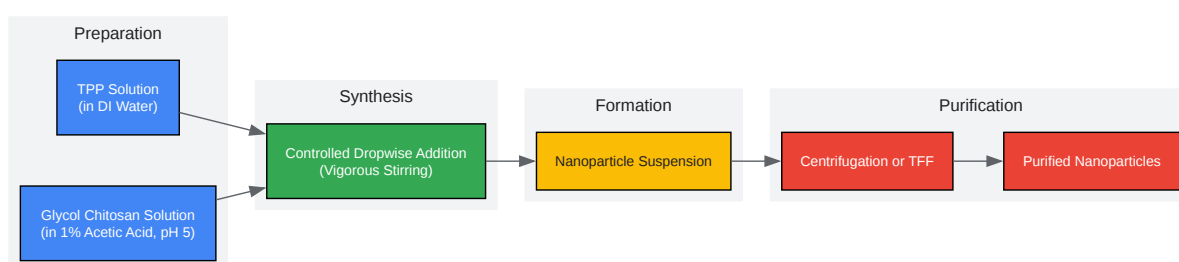 Preparation
TPP Solution
(in DI Water)
Glycol Chitosan Solution
(in 1% Acetic Acid, pH 5)
Synthesis
Controlled Dropwise Addition
(Vigorous Stirring)
Formation
Nanoparticle Suspension
Purification
Centrifugation or TFF
Purified Nanoparticles